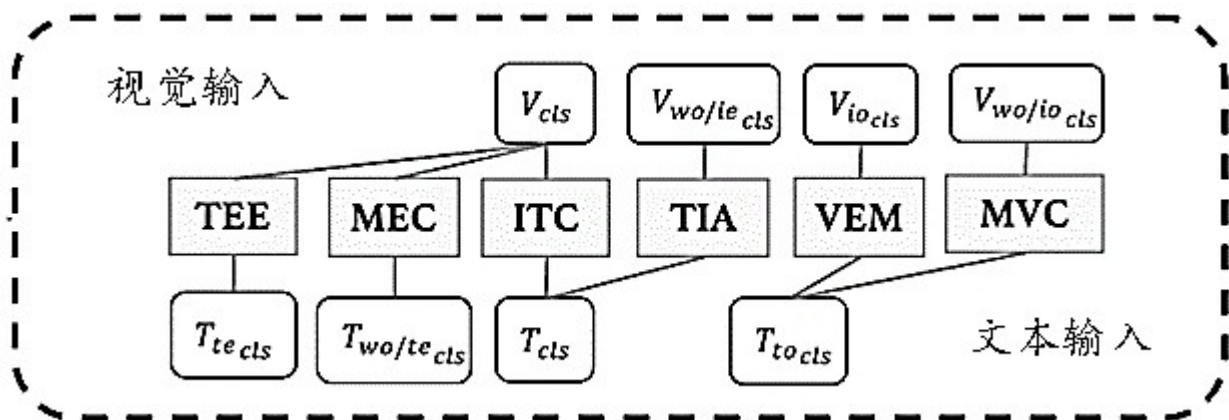 视觉输入
V_cls V_wo/ie_cls V_io_cls V_wo/io_cls
TEE MEC ITC TIA VEM MVC
T_te_cls T_wo/te_cls T_cls T_to_cls
文本输入